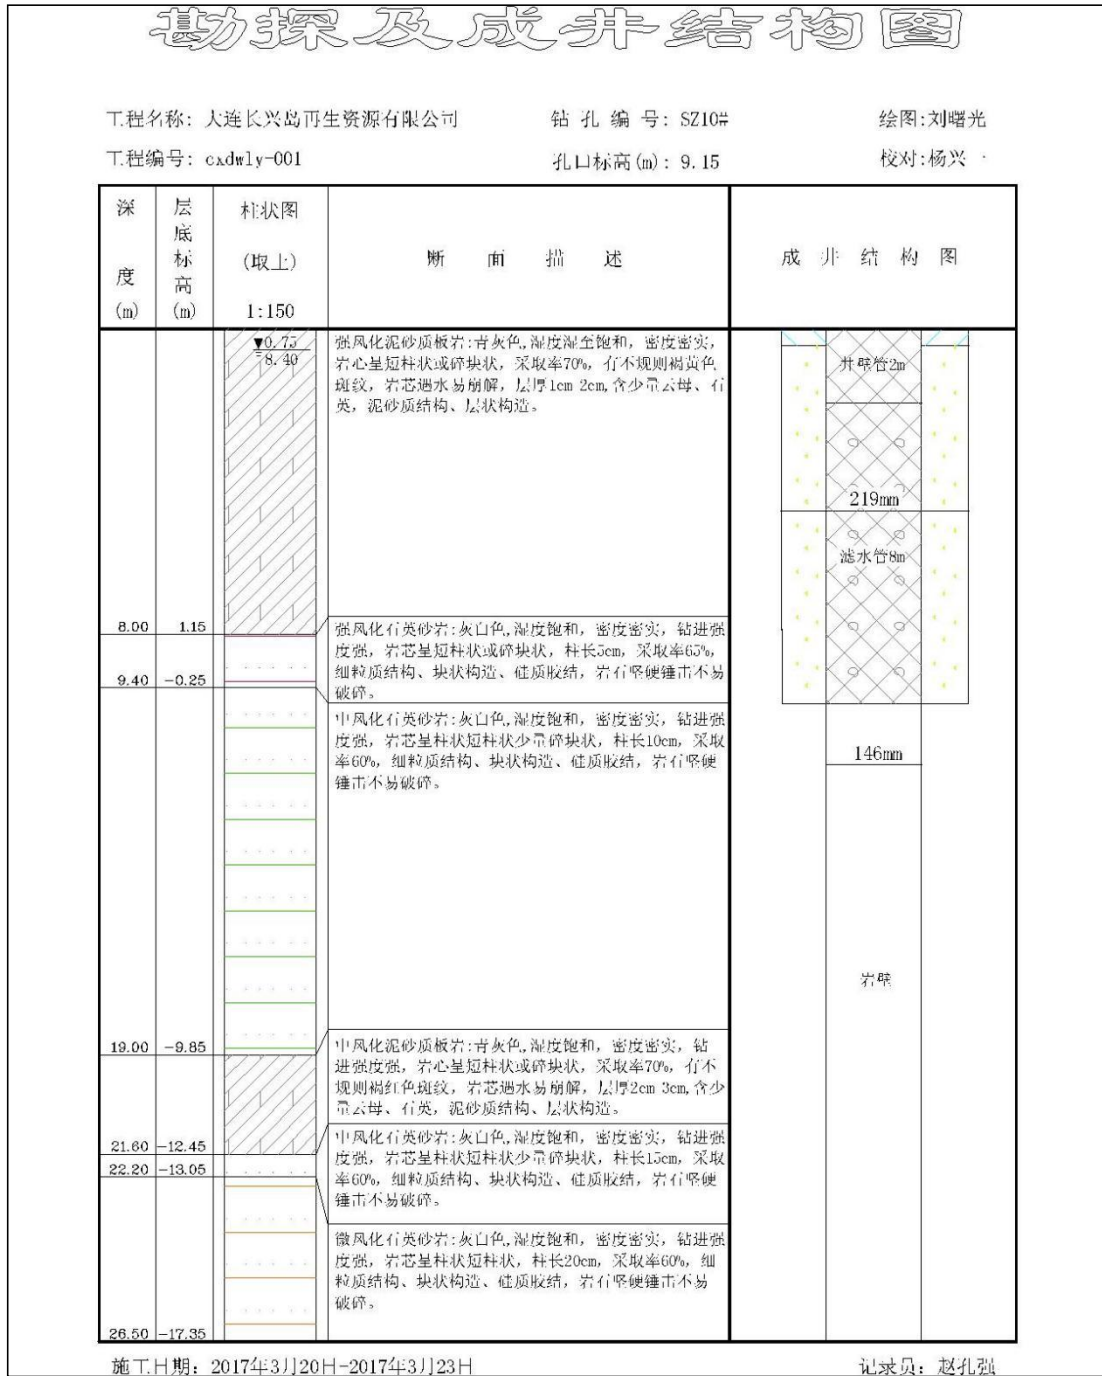 勘探及成井结构图
工程名称: 大连长兴岛再生资源有限公司 钻 孔 编 号: SZ10# 绘图:刘曙光
工程编号: cxdwly-001 孔口标高(m): 9.15 校对:杨兴
深度(m) 层底标高(m) 柱状图(取土)1:150 断 面 描 述 成 井 结 构 图
▼0.75
8.40
强风化泥砂质板岩:青灰色,湿度湿至饱和, 密度密实,
岩心呈短柱状或碎块状, 采取率70%, 有不规则褐黄色
斑纹, 岩芯遇水易崩解, 层厚1cm 2cm,含少量云母、石
英, 泥砂质结构、层状构造。
8.00 1.15
强风化石英砂岩:灰白色,湿度饱和, 密度密实, 钻进强
度强, 岩芯呈短柱状或碎块状, 柱长5cm, 采取率65%,
细粒质结构、块状构造、硅质胶结, 岩石坚硬锤击不易
破碎。
9.40 -0.25
中风化石英砂岩:灰白色,湿度饱和, 密度密实, 钻进强
度强, 岩芯呈柱状短柱状少量碎块状, 柱长10cm, 采取
率60%, 细粒质结构、块状构造、硅质胶结, 岩石坚硬
锤击不易破碎。
19.00 -9.85
中风化泥砂质板岩:青灰色,湿度饱和, 密度密实, 钻
进强度强, 岩心呈短柱状或碎块状, 采取率70%, 有不
规则褐红色斑纹, 岩芯遇水易崩解, 层厚2cm 3cm,含少
量云母、石英, 泥砂质结构、层状构造。
21.60 -12.45
中风化石英砂岩:灰白色,湿度饱和, 密度密实, 钻进强
度强, 岩芯呈柱状短柱状少量碎块状, 柱长15cm, 采取
率60%, 细粒质结构、块状构造、硅质胶结, 岩石坚硬
锤击不易破碎。
22.20 -13.05
微风化石英砂岩:灰白色,湿度饱和, 密度密实, 钻进强
度强, 岩芯呈柱状短柱状, 柱长20cm, 采取率60%, 细
粒质结构、块状构造、硅质胶结, 岩石坚硬锤击不易
破碎。
26.50 -17.35
井壁管2m
219mm
滤水管8m
146mm
岩壁
施工日期: 2017年3月20日-2017年3月23日 记录员: 赵孔强